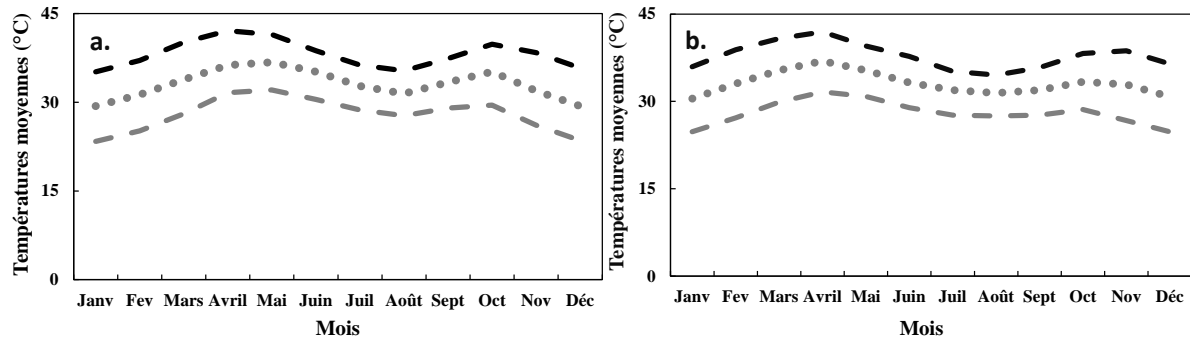 Températures moyennes (°C)
45
30
15
0
a.
Janv Fev Mars Avril Mai Juin Juil Août Sept Oct Nov Déc
Mois
Températures moyennes (°C)
45
30
15
0
b.
Janv Fev Mars Avril Mai Juin Juil Août Sept Oct Nov Déc
Mois